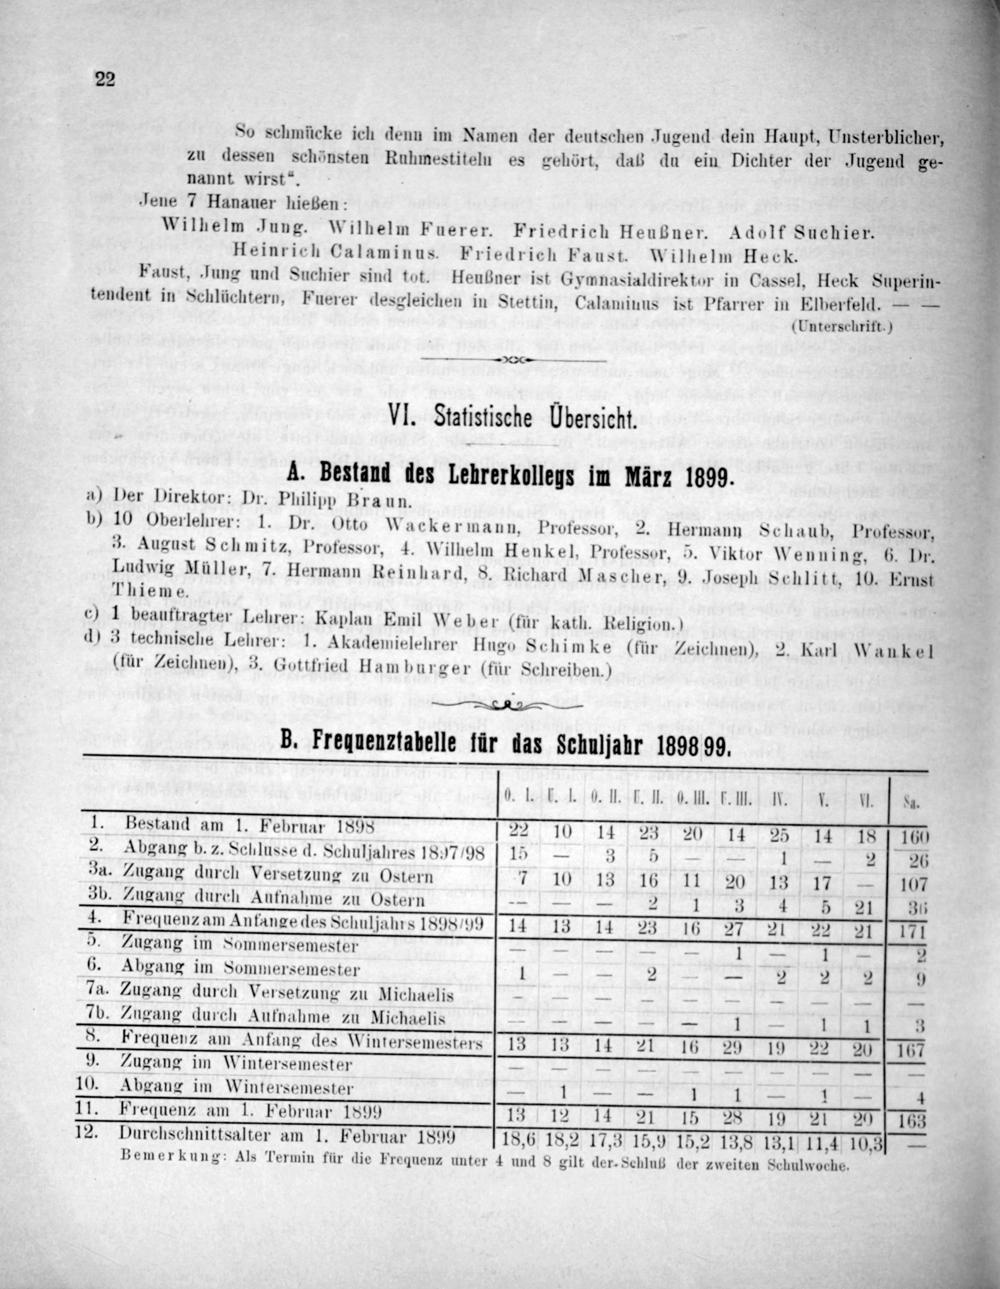 22
So schmücke ich denn im Namen der deutschen Jugend dein Haupt, Unsterblicher,
zu dessen schönsten Ruhmestiteln es gehört, daß du ein Dichter der Jugend ge-
nannt wirst“.
Jene 7 Hanauer hießen:
Wilhelm Jung. Wilhelm Fuerer. Friedrich Heußner. Adolf Suchier.
Heinrich Calaminus. Friedrich Faust. Wilhelm Heck.
Faust, Jung und Suchier sind tot. Heußner ist Gymnasialdirektor in Cassel, Heck Superin-
tendent in Schlüchtern, Fuerer desgleichen in Stettin, Calaminus ist Pfarrer in Elberfeld. — —
(Unterschrift.)
VI. Statistische Übersicht.
A. Bestand des Lehrerkollegs im März 1899.
a) Der Direktor: Dr. Philipp Braun.
b) 10 Oberlehrer: 1. Dr. Otto Wackermann, Professor, 2. Hermann Schaub, Professor,
3. August Schmitz, Professor, 4. Wilhelm Henkel, Professor, 5. Viktor Wenning, 6. Dr.
Ludwig Müller, 7. Hermann Reinhard, 8. Richard Mascher, 9. Joseph Schlitt, 10. Ernst
Thieme.
c) 1 beauftragter Lehrer: Kaplan Emil Weber (für kath. Religion.)
d) 3 technische Lehrer: 1. Akademielehrer Hugo Schimke (für Zeichnen), 2. Karl Wankel
(für Zeichnen), 3. Gottfried Hamburger (für Schreiben.)
B. Frequenztabelle für das Schuljahr 1898/99.
O. I. U. I. O. II. U. II. O. III. U. III. IV. V. VI. Sa.
1. Bestand am 1. Februar 1898 22 10 14 23 20 14 25 14 18 160
2. Abgang b. z. Schlusse d. Schuljahres 1897/98 15 — 3 5 — — 1 — 2 26
3a. Zugang durch Versetzung zu Ostern 7 10 13 16 11 20 13 17 — 107
3b. Zugang durch Aufnahme zu Ostern — — — 2 1 3 4 5 21 36
4. Frequenz am Anfange des Schuljahrs 1898/99 14 13 14 23 16 27 21 22 21 171
5. Zugang im Sommersemester — — — — — 1 — 1 — 2
6. Abgang im Sommersemester 1 — — 2 — — 2 2 2 9
7a. Zugang durch Versetzung zu Michaelis — — — — — — — — — —
7b. Zugang durch Aufnahme zu Michaelis — — — — — 1 — 1 1 3
8. Frequenz am Anfang des Wintersemesters 13 13 14 21 16 29 19 22 20 167
9. Zugang im Wintersemester — — — — — — — — — —
10. Abgang im Wintersemester — 1 — — 1 1 — 1 — 4
11. Frequenz am 1. Februar 1899 13 12 14 21 15 28 19 21 20 163
12. Durchschnittsalter am 1. Februar 1899 18,6 18,2 17,3 15,9 15,2 13,8 13,1 11,4 10,3 —
Bemerkung: Als Termin für die Frequenz unter 4 und 8 gilt der Schluß der zweiten Schulwoche.